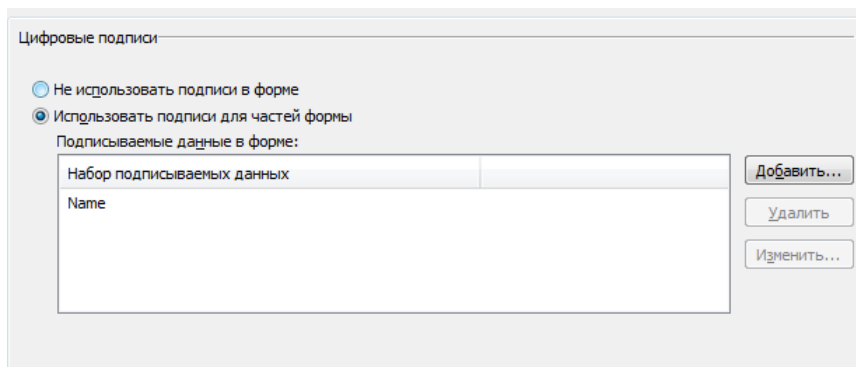 Цифровые подписи
Не использовать подписи в форме
Использовать подписи для частей формы
Подписываемые данные в форме:
Набор подписываемых данных
Добавить...
Name
Удалить
Изменить...